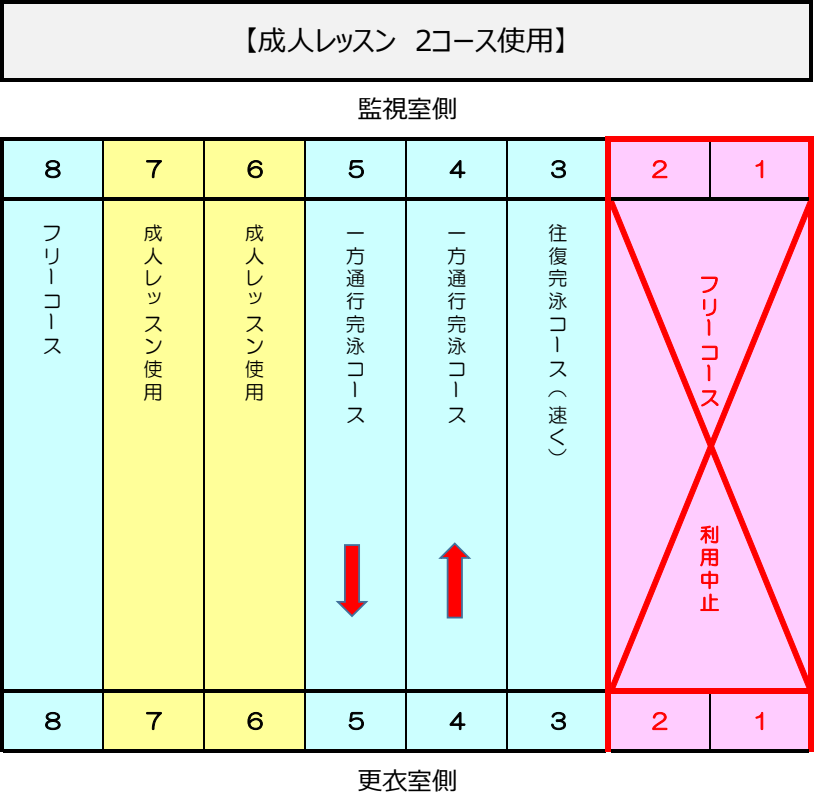 【成人レッスン　2コース使用】
監視室側
8 7 6 5 4 3 2 1
フリーコース
成人レッスン使用
成人レッスン使用
一方通行完泳コース
一方通行完泳コース
往復完泳コース（速く）
フリーコース　利用中止
8 7 6 5 4 3 2 1
更衣室側